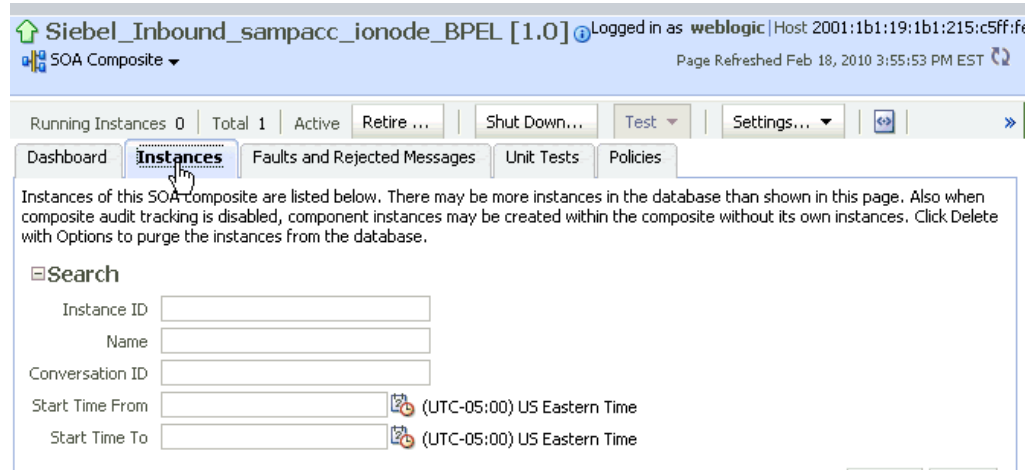 Siebel_Inbound_sampacc_ionode_BPEL [1.0] Logged in as weblogic | Host 2001:1b1:19:1b1:215:c5ff:fe
SOA Composite Page Refreshed Feb 18, 2010 3:55:53 PM EST
Running Instances 0 | Total 1 | Active Retire ... Shut Down... Test Settings... »
Dashboard Instances Faults and Rejected Messages Unit Tests Policies
Instances of this SOA composite are listed below. There may be more instances in the database than shown in this page. Also when
composite audit tracking is disabled, component instances may be created within the composite without its own instances. Click Delete
with Options to purge the instances from the database.
Search
Instance ID
Name
Conversation ID
Start Time From (UTC-05:00) US Eastern Time
Start Time To (UTC-05:00) US Eastern Time